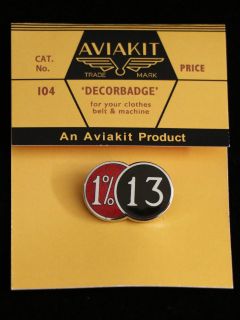 AVIAKIT
CAT. No.
TRADE MARK
PRICE
104
'DECORBADGE'
for your clothes
belt & machine
An Aviakit Product
1% 13